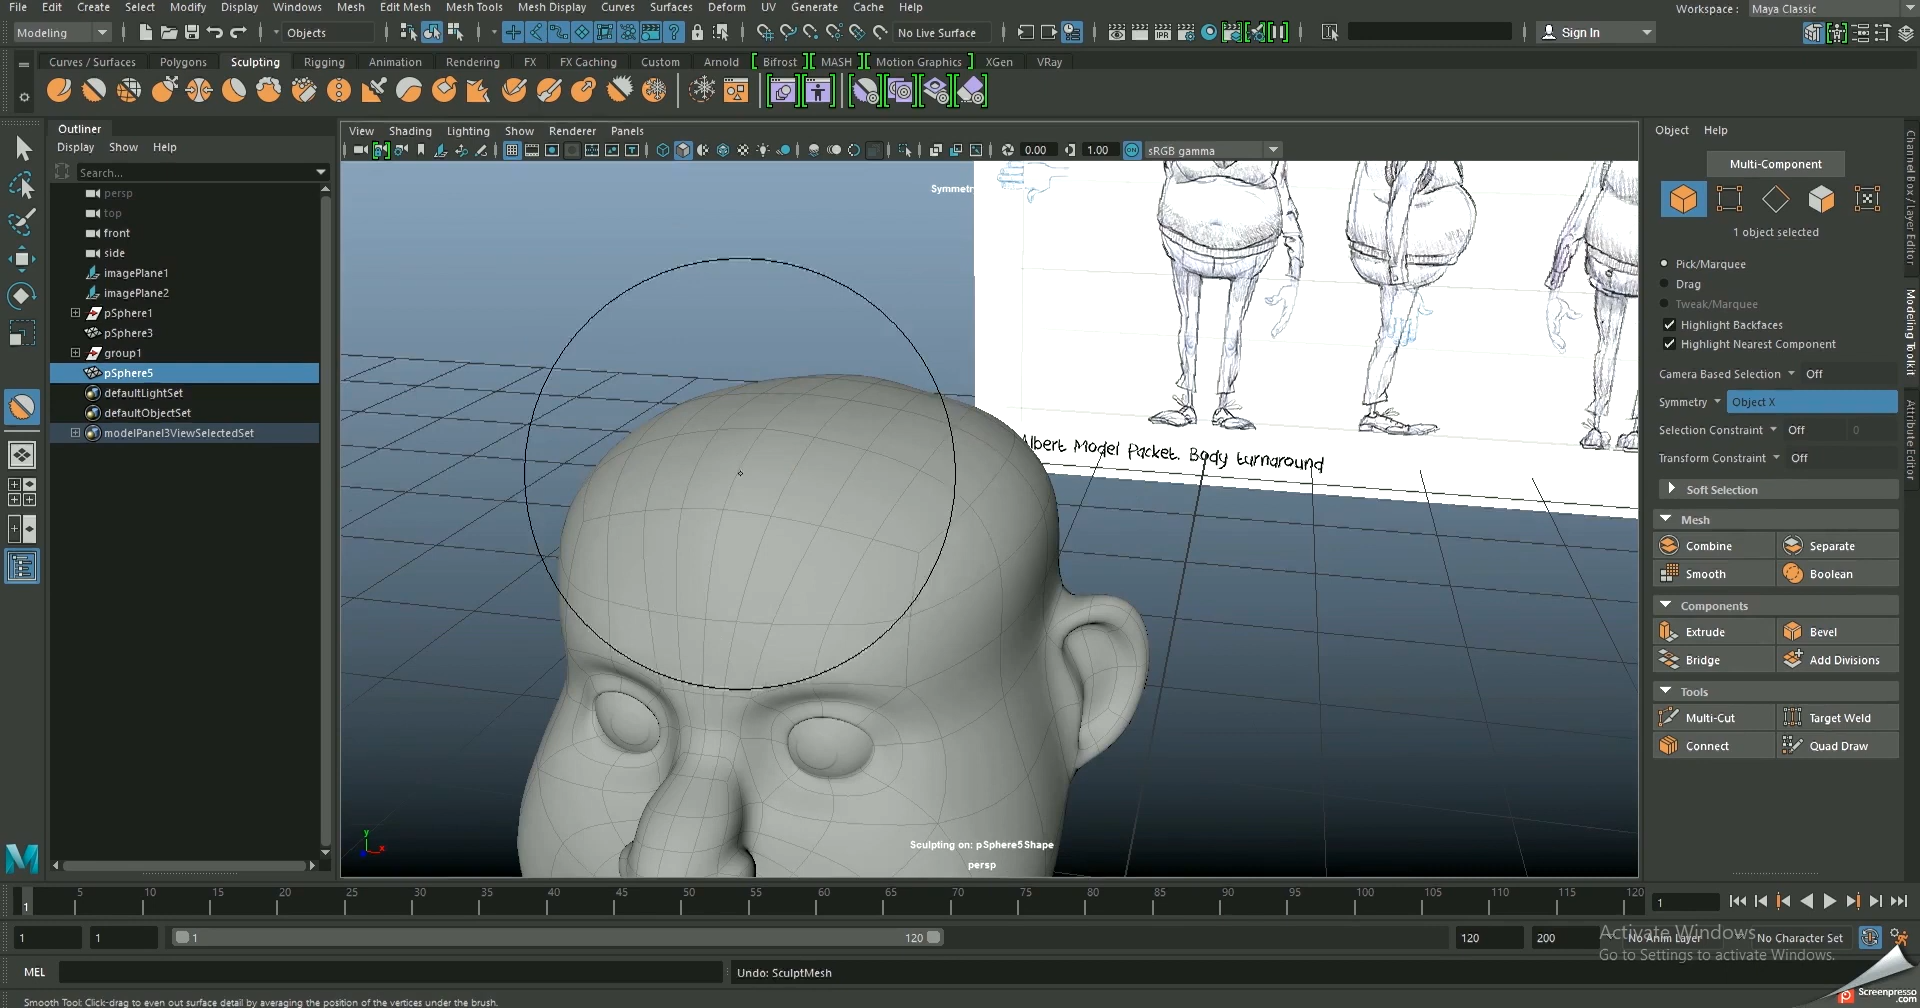 File Edit Create Select Modify Display Windows Mesh Edit Mesh Mesh Tools Mesh Display Curves Surfaces Deform UV Generate Cache Help Workspace : Maya Classic
Modeling Objects No Live Surface Sign In
Curves / Surfaces Polygons Sculpting Rigging Animation Rendering FX FX Caching Custom Arnold Bifrost MASH Motion Graphics XGen VRay
Outliner
Display Show Help
Search...
persp
top
front
side
imagePlane1
imagePlane2
pSphere1
pSphere3
group1
pSphere5
defaultLightSet
defaultObjectSet
modelPanel3ViewSelectedSet
View Shading Lighting Show Renderer Panels
0.00 1.00 ON sRGB gamma
Symmetr
Albert Model Packet. Body turnaround
Sculpting on: pSphere5Shape
persp
y
x
Object Help
Multi-Component
1 object selected
Pick/Marquee
Drag
Tweak/Marquee
Highlight Backfaces
Highlight Nearest Component
Camera Based Selection Off
Symmetry Object X
Selection Constraint Off 0
Transform Constraint Off
Soft Selection
Mesh
Combine Separate
Smooth Boolean
Components
Extrude Bevel
Bridge Add Divisions
Tools
Multi-Cut Target Weld
Connect Quad Draw
Channel Box / Layer Editor
Modeling Toolkit
Attribute Editor
5 10 15 20 25 30 35 40 45 50 55 60 65 70 75 80 85 90 95 100 105 110 115 120
1 1
1 1 1 120 120 200 No Anim Layer No Character Set
Activate Windows
Go to Settings to activate Windows.
MEL Undo: SculptMesh
Smooth Tool: Click-drag to even out surface detail by averaging the position of the vertices under the brush.
Screenpresso
.com